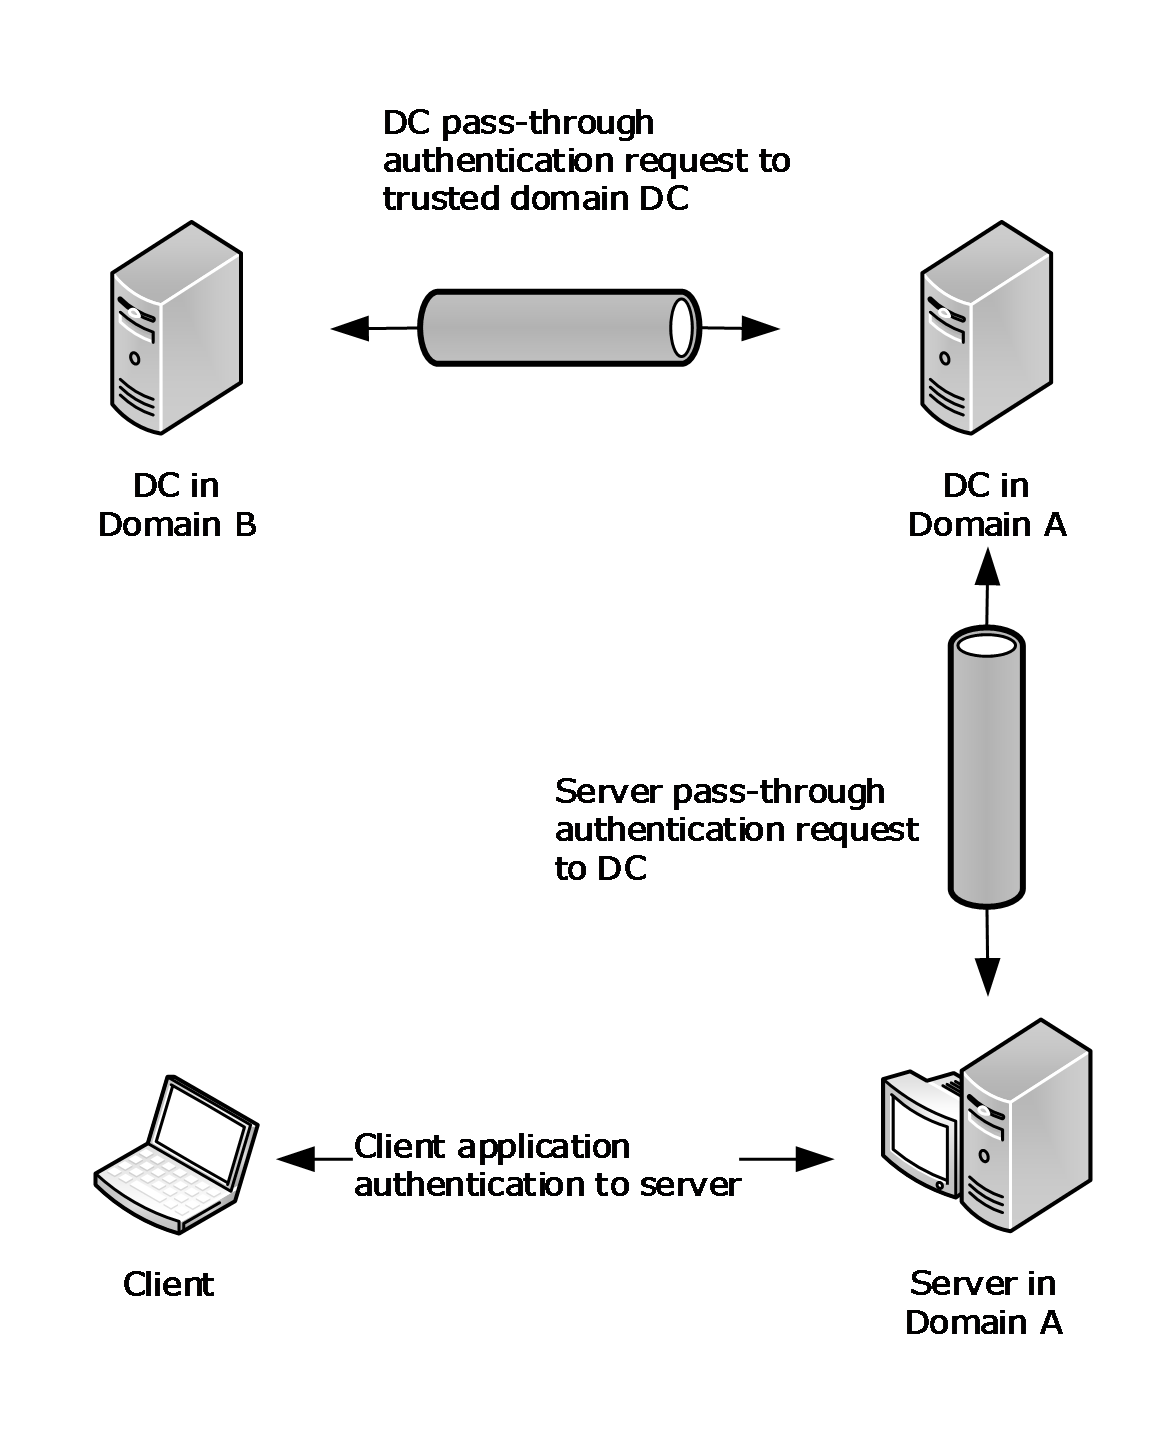 DC pass-through
authentication request to
trusted domain DC
DC in
Domain B
DC in
Domain A
Server pass-through
authentication request
to DC
Client application
authentication to server
Client
Server in
Domain A